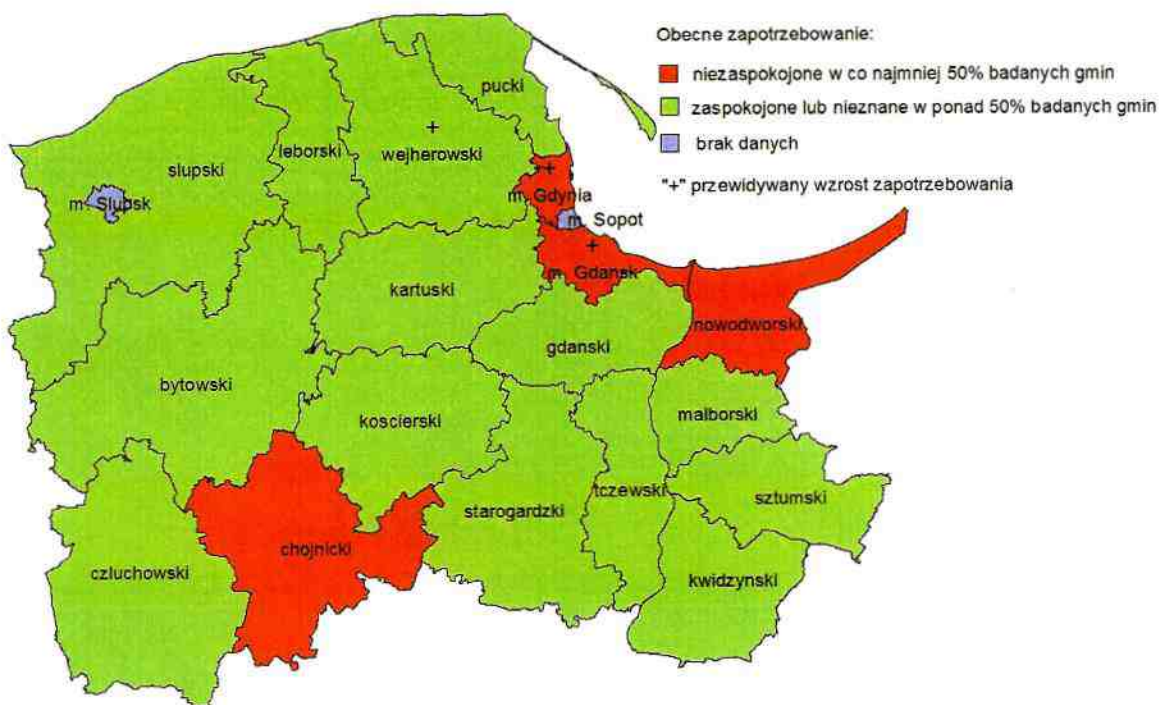 Obecne zapotrzebowanie:
niezaspokojone w co najmniej 50% badanych gmin
zaspokojone lub nieznane w ponad 50% badanych gmin
brak danych
"+" przewidywany wzrost zapotrzebowania
pucki
+
leborski
wejherowski
slupski
m. Slupsk
++
m. Gdynia
m. Sopot
+
m. Gdansk
kartuski
nowodworski
gdanski
bytowski
koscierski
malborski
starogardzki
tczewski
sztumski
chojnicki
czluchowski
kwidzynski